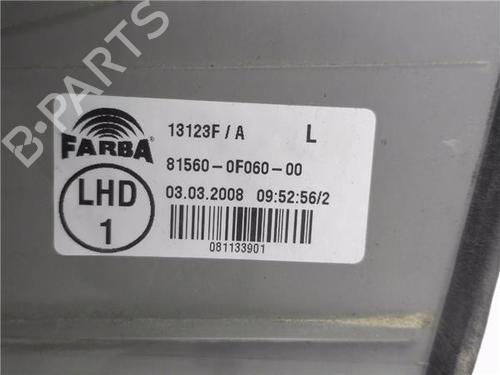 B-PARTS
FARBA
13123F / A L
81560-0F060-00
LHD
1
03.03.2008 09:52:56/2
081133901